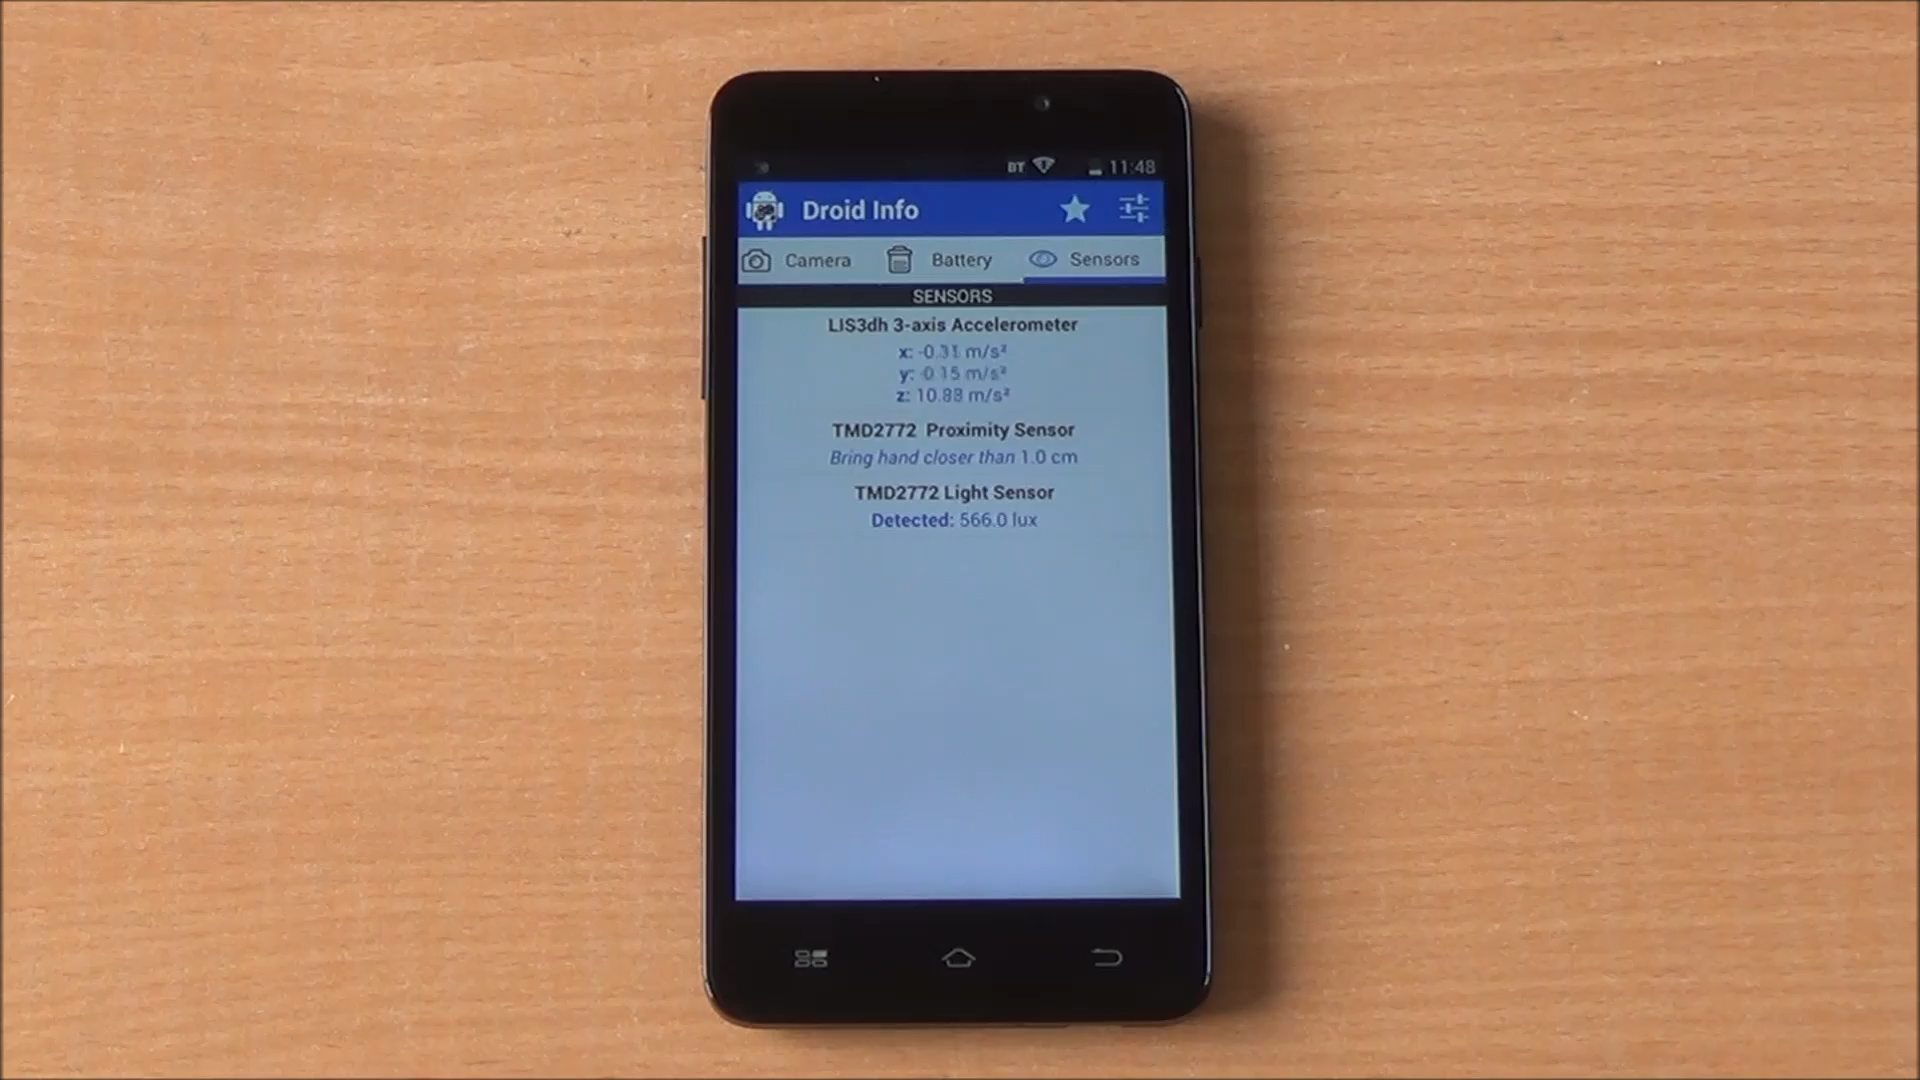 BT 11:48
Droid Info
Camera Battery Sensors
SENSORS
LIS3dh 3-axis Accelerometer
x: -0.31 m/s²
y: -0.15 m/s²
z: 10.88 m/s²
TMD2772 Proximity Sensor
Bring hand closer than 1.0 cm
TMD2772 Light Sensor
Detected: 566.0 lux